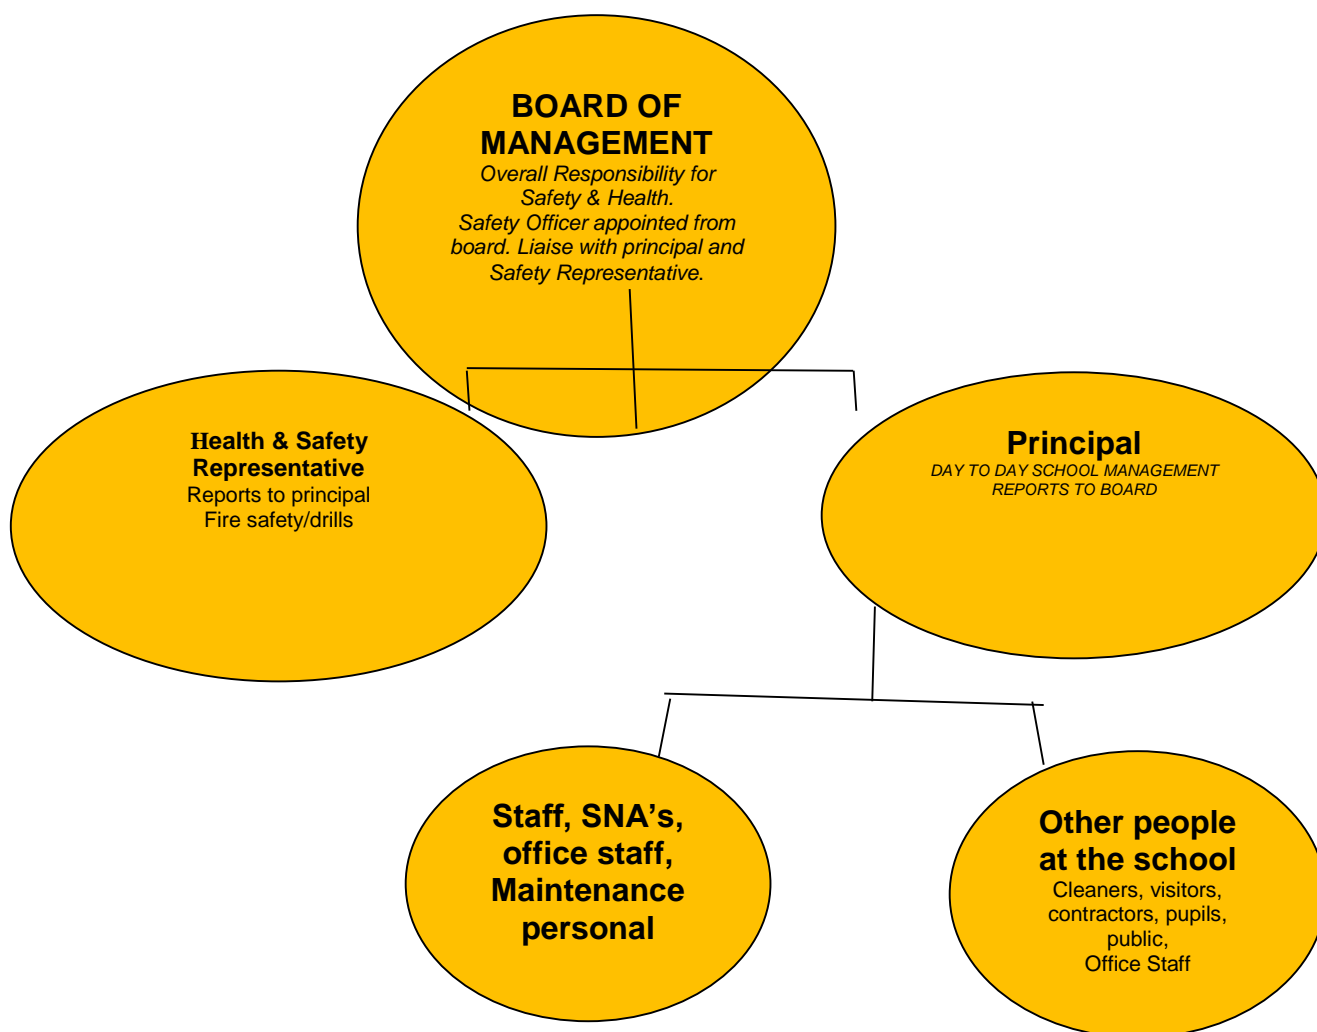 BOARD OF
MANAGEMENT
Overall Responsibility for
Safety & Health.
Safety Officer appointed from
board. Liaise with principal and
Safety Representative.
Health & Safety
Representative
Reports to principal
Fire safety/drills
Principal
DAY TO DAY SCHOOL MANAGEMENT
REPORTS TO BOARD
Staff, SNA’s,
office staff,
Maintenance
personal
Other people
at the school
Cleaners, visitors,
contractors, pupils,
public,
Office Staff